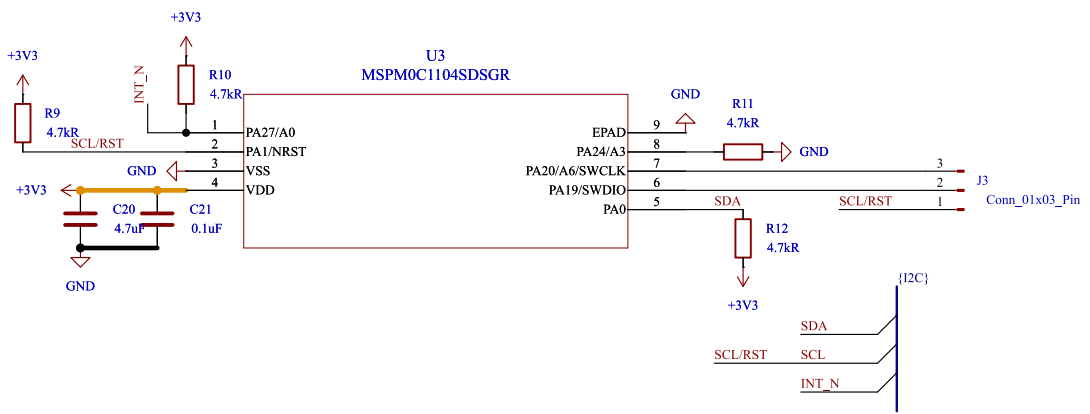 +3V3
+3V3
U3
MSPM0C1104SDSGR
INT_N
R10
4.7kR
R9
4.7kR
SCL/RST
1
PA27/A0
2
PA1/NRST
GND
3
VSS
+3V3
4
VDD
C20
4.7uF
C21
0.1uF
GND
GND
EPAD
9
R11
4.7kR
PA24/A3
8
GND
PA20/A6/SWCLK
7
3
PA19/SWDIO
6
2
PA0
5
SDA
SCL/RST
1
J3
Conn_01x03_Pin
R12
4.7kR
+3V3
{I2C}
SDA
SCL/RST
SCL
INT_N